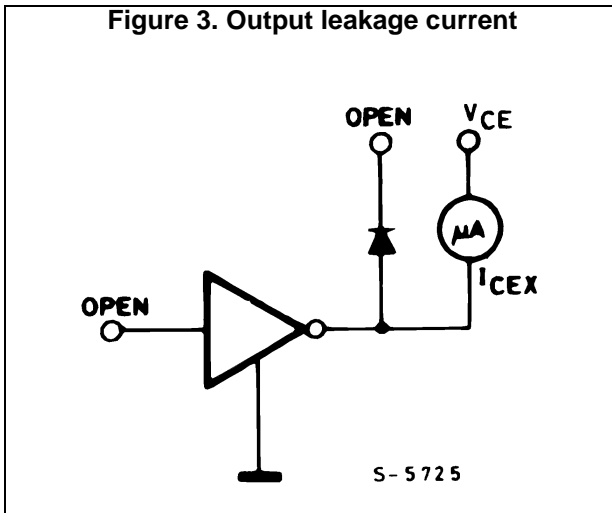 Figure 3. Output leakage current
OPEN
VCE
μA
ICEX
OPEN
S-5725